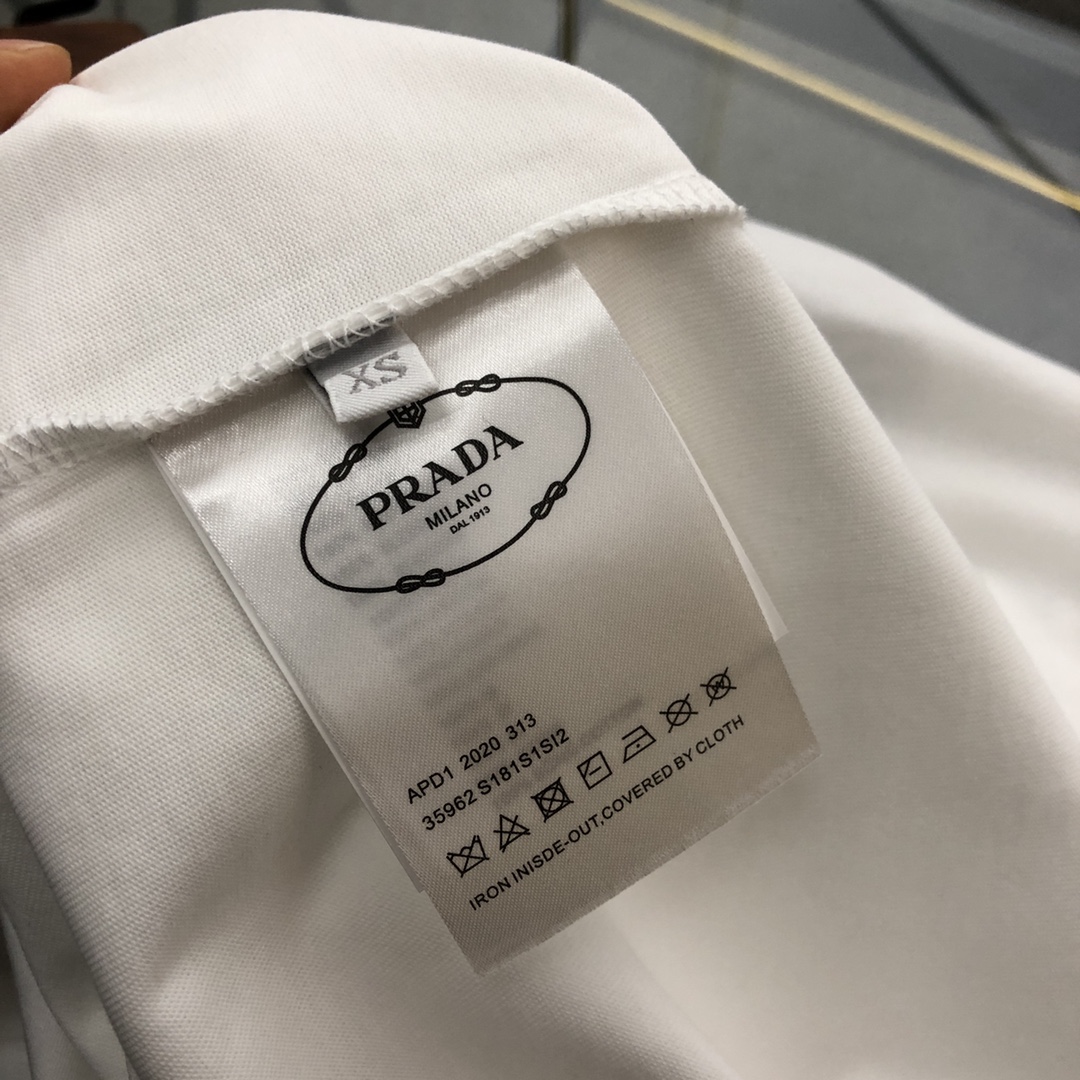 XS
PRADA
MILANO
DAL 1913
APD1 2020 313
35962 S181S1SI2
IRON INISDE-OUT,COVERED BY CLOTH